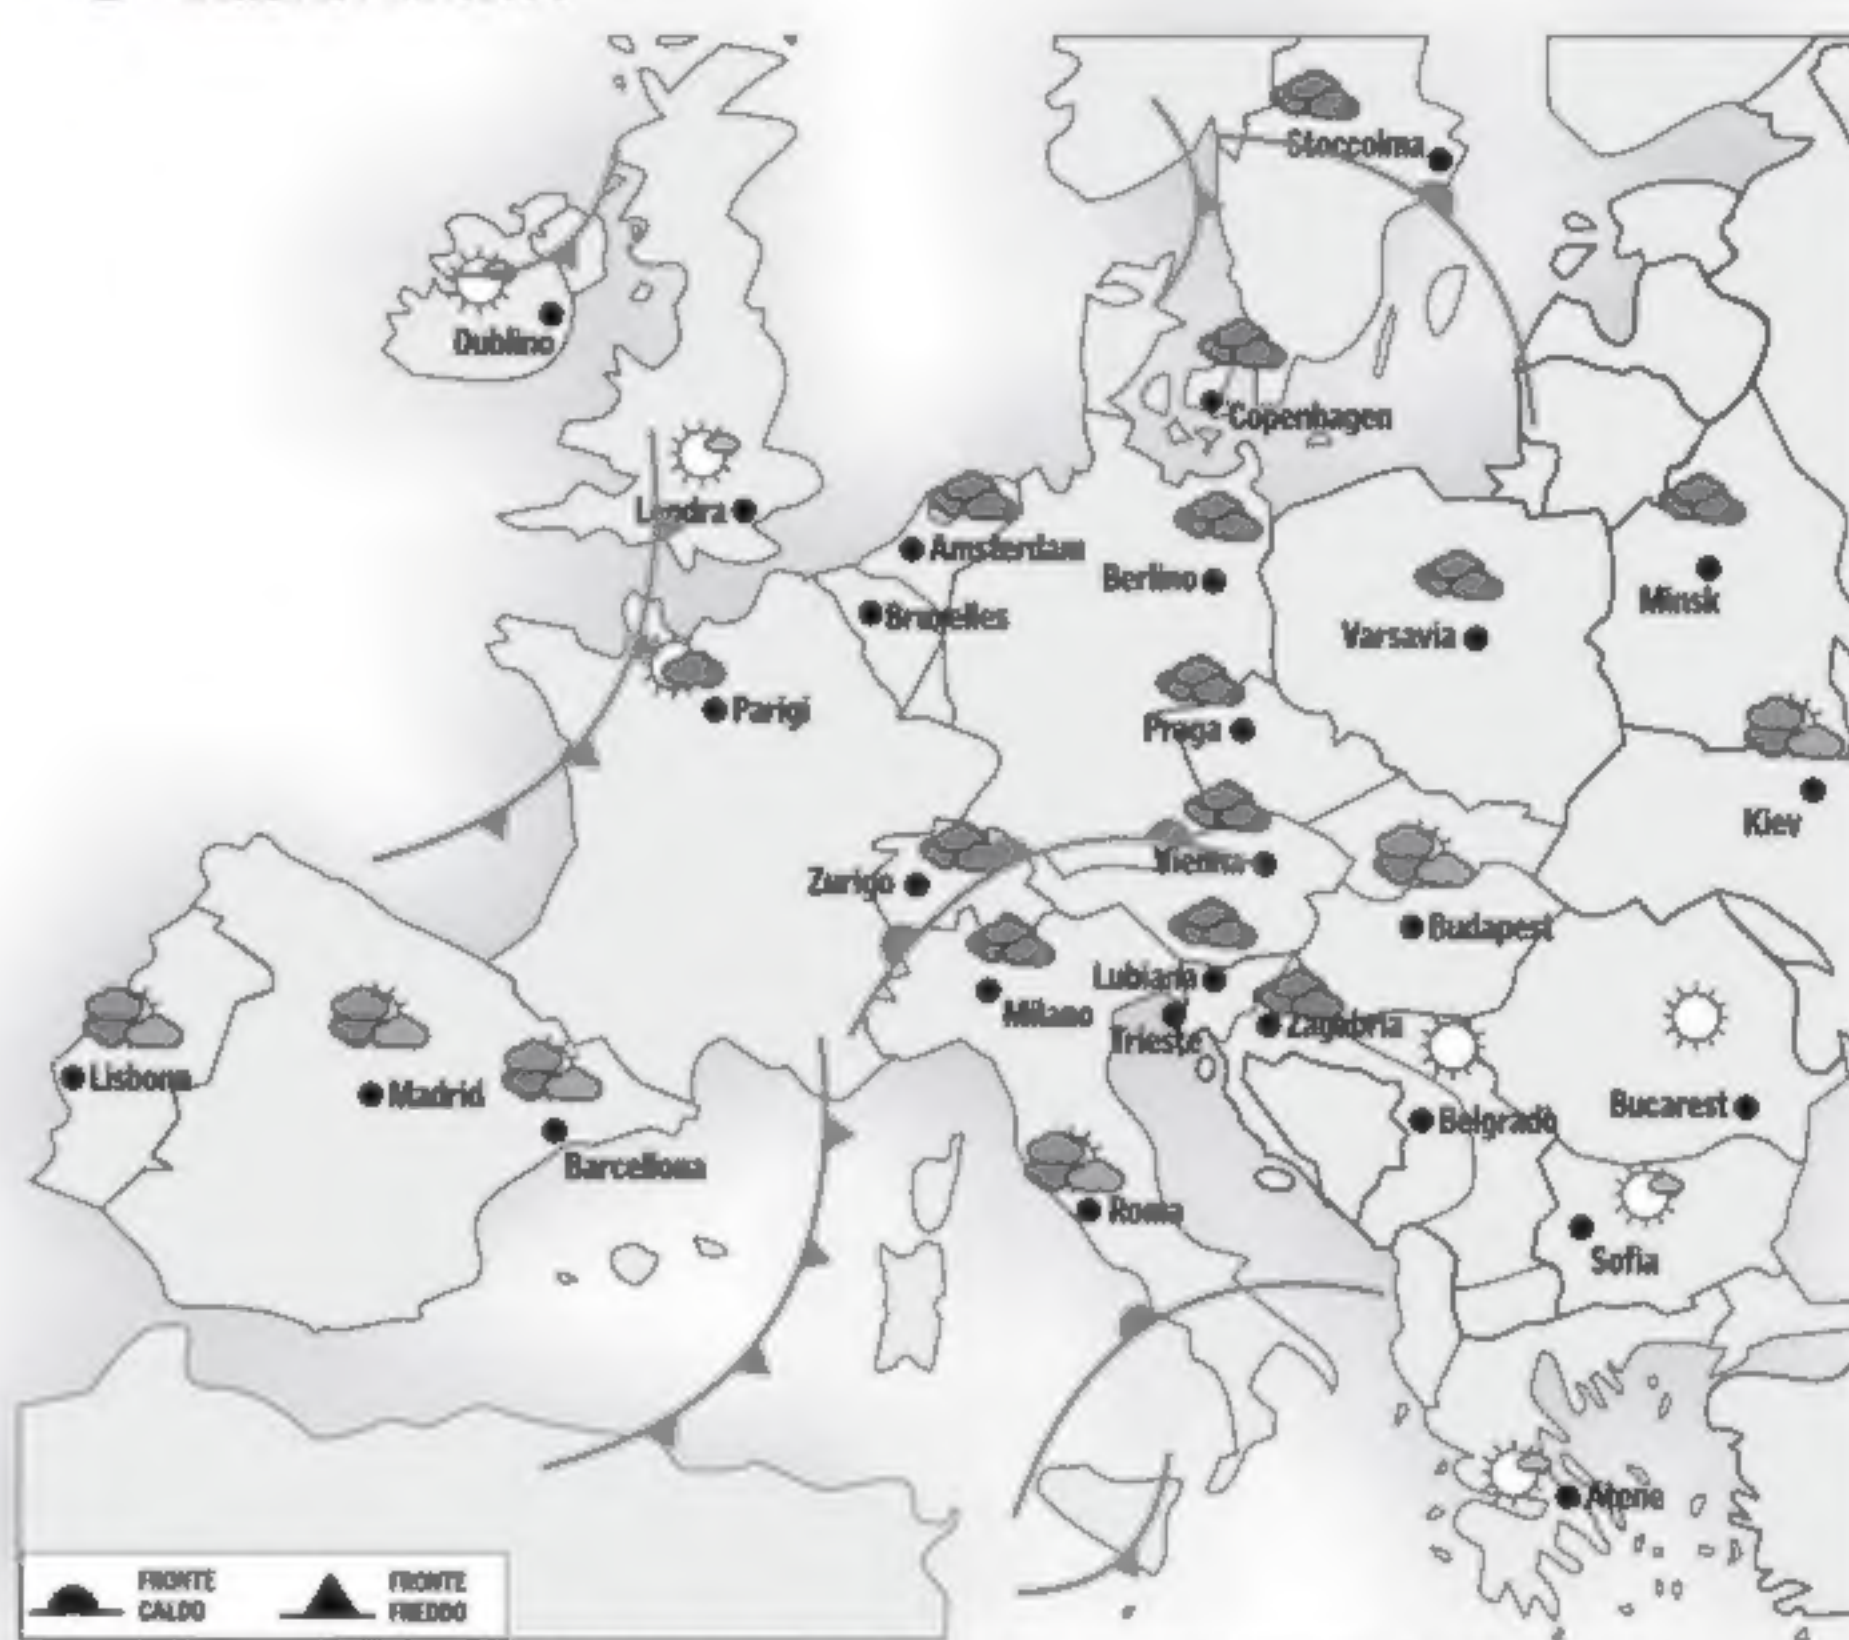 Stoccolma
Dublino
Copenhagen
Londra
Amsterdam
Berlino
Minsk
Bruxelles
Varsavia
Parigi
Praga
Kiev
Vienna
Zurigo
Budapest
Lubiana
Milano
Zagabria
Trieste
Lisbona
Madrid
Bucarest
Belgrado
Barcellona
Roma
Sofia
Atene
FRONTE
CALDO
FRONTE
FREDDO